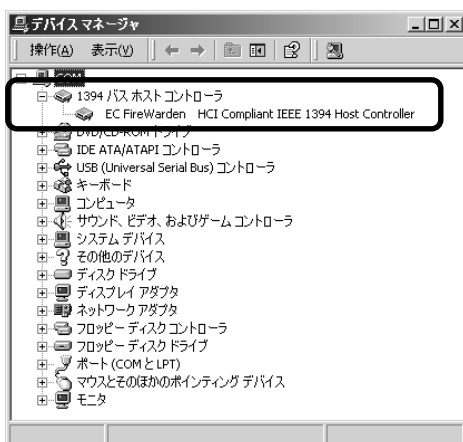 デバイス マネージャ
操作(A) 表示(V)
COM
1394 バス ホスト コントローラ
EC FireWarden HCI Compliant IEEE 1394 Host Controller
DVD/CD-ROM ドライブ
IDE ATA/ATAPI コントローラ
USB (Universal Serial Bus) コントローラ
キーボード
コンピュータ
サウンド、ビデオ、およびゲーム コントローラ
システム デバイス
その他のデバイス
ディスク ドライブ
ディスプレイ アダプタ
ネットワーク アダプタ
フロッピー ディスク コントローラ
フロッピー ディスク ドライブ
ポート (COM と LPT)
マウスとそのほかのポインティング デバイス
モニタ